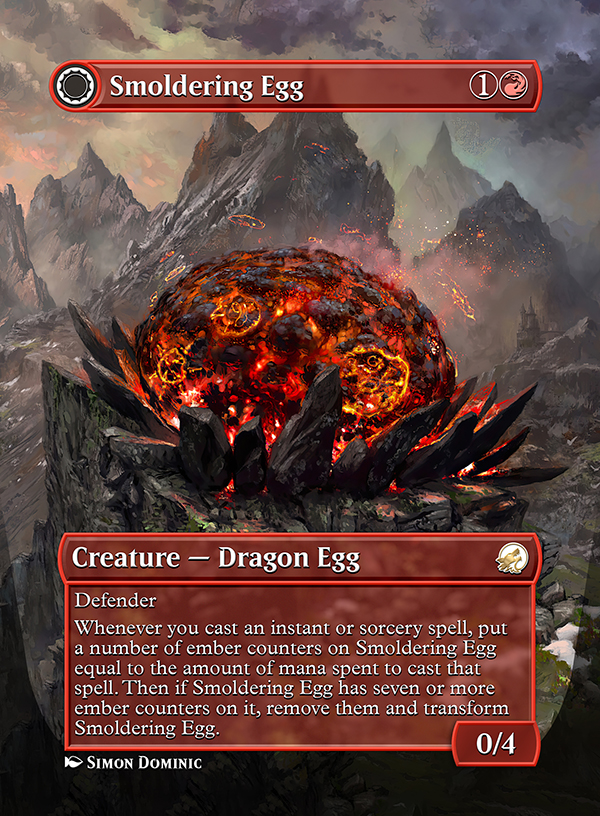 Smoldering Egg 1
Creature — Dragon Egg
Defender
Whenever you cast an instant or sorcery spell, put
a number of ember counters on Smoldering Egg
equal to the amount of mana spent to cast that
spell. Then if Smoldering Egg has seven or more
ember counters on it, remove them and transform
Smoldering Egg.
0/4
Simon Dominic